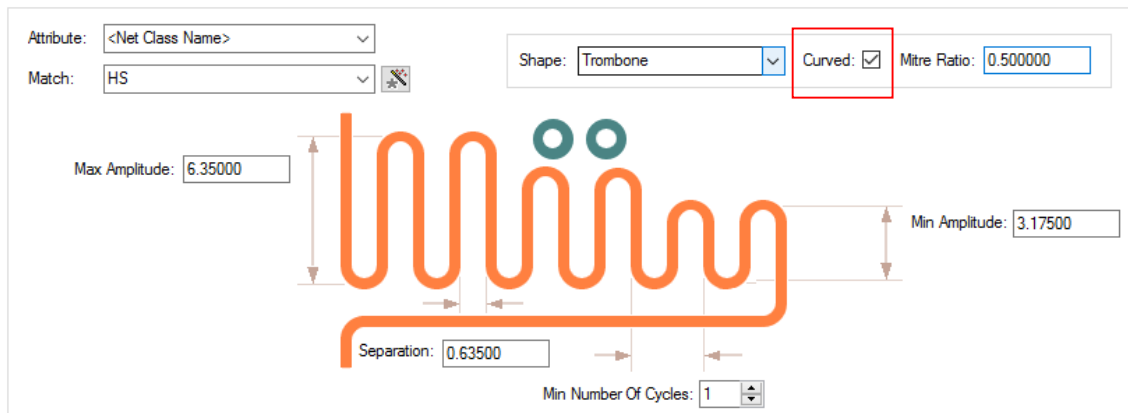 Attribute: <Net Class Name>
Match: HS
Shape: Trombone Curved: Mitre Ratio: 0.500000
Max Amplitude: 6.35000
Min Amplitude: 3.17500
Separation: 0.63500
Min Number Of Cycles: 1